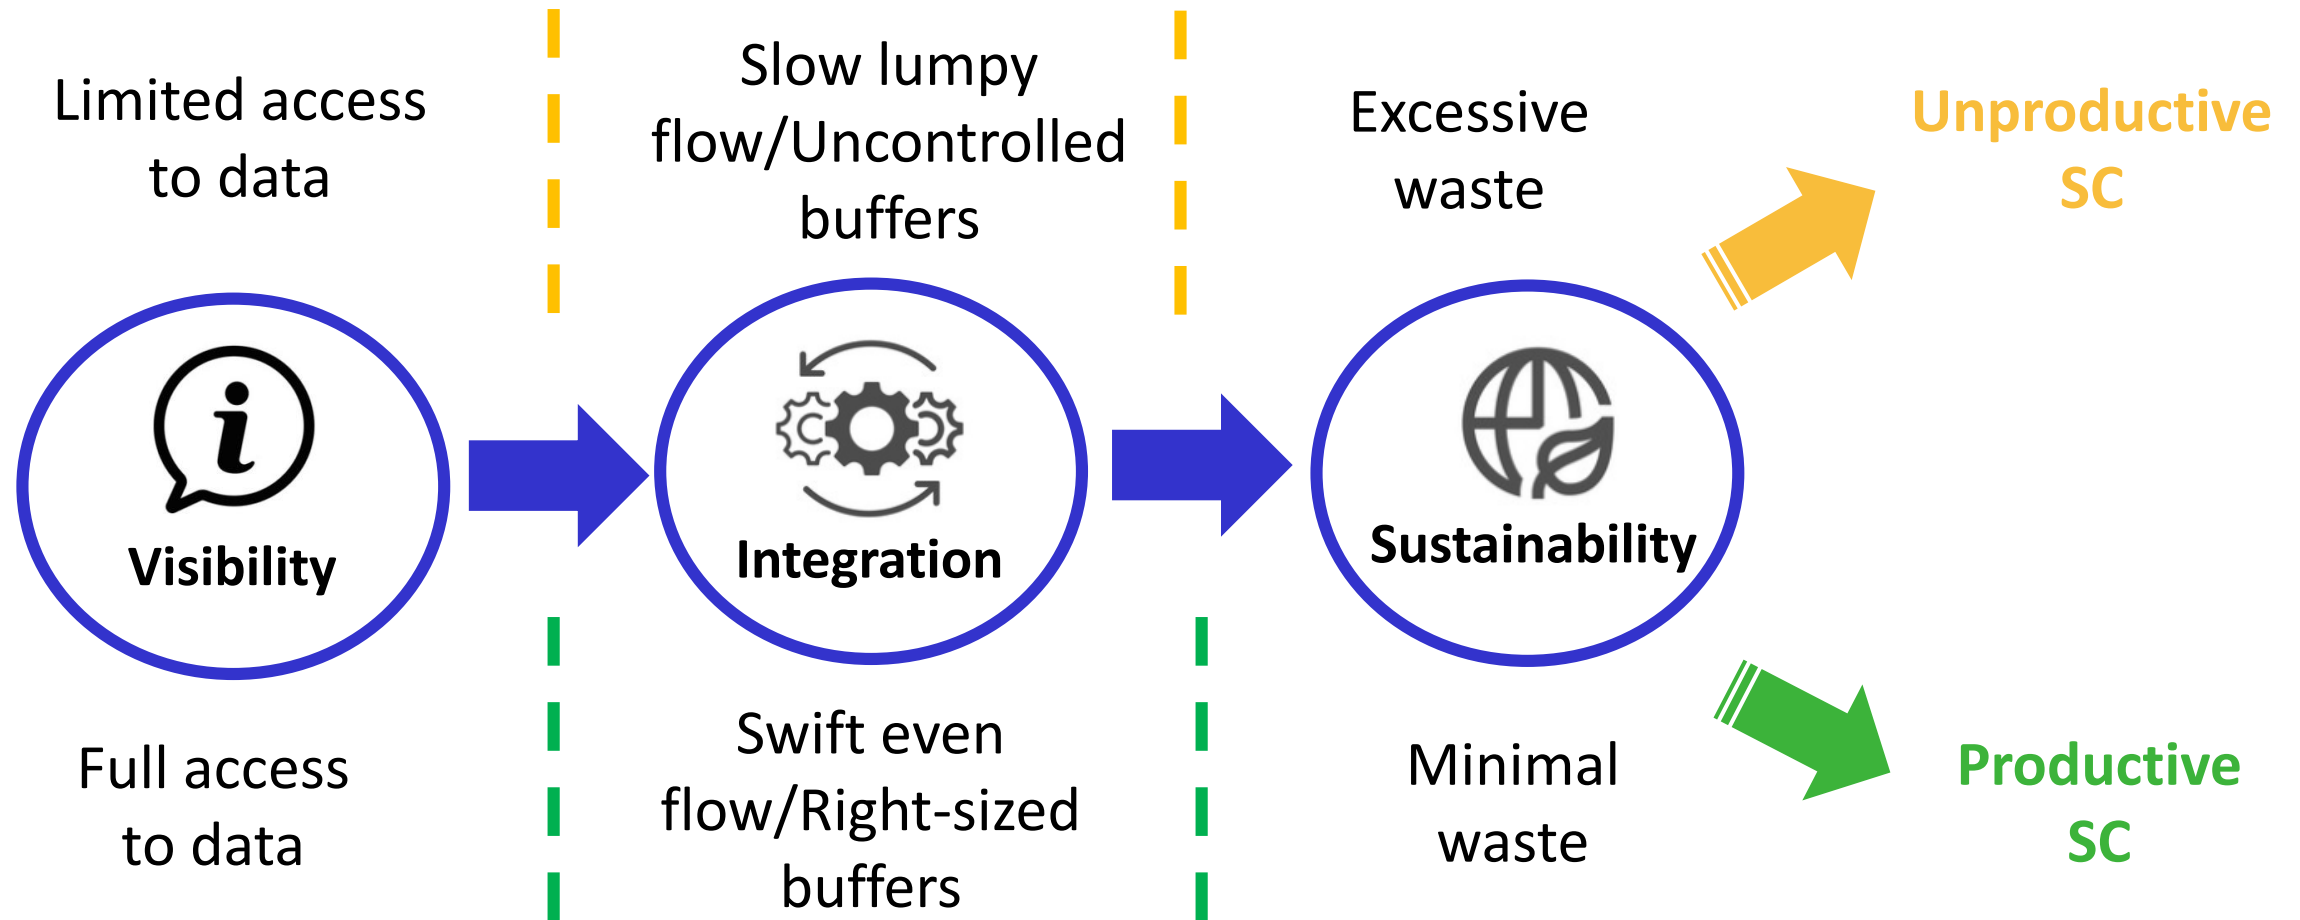 Limited access
to data
Slow lumpy
flow/Uncontrolled
buffers
Excessive
waste
Unproductive
SC
Visibility
Integration
Sustainability
Full access
to data
Swift even
flow/Right-sized
buffers
Minimal
waste
Productive
SC